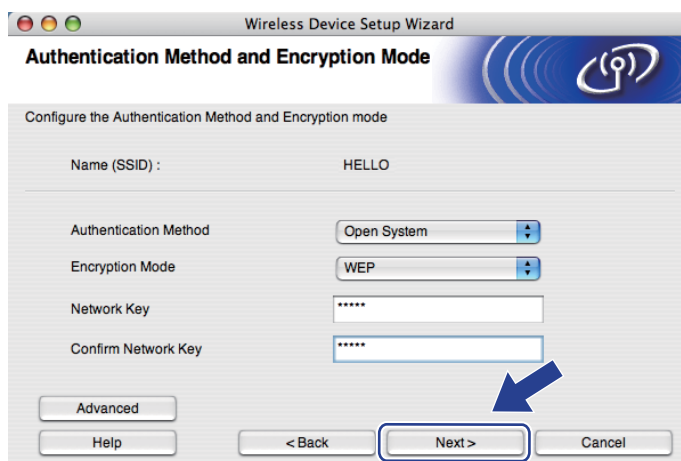 Wireless Device Setup Wizard
Authentication Method and Encryption Mode
Configure the Authentication Method and Encryption mode
Name (SSID) : HELLO
Authentication Method Open System
Encryption Mode WEP
Network Key *****
Confirm Network Key *****
Advanced
Help < Back Next > Cancel